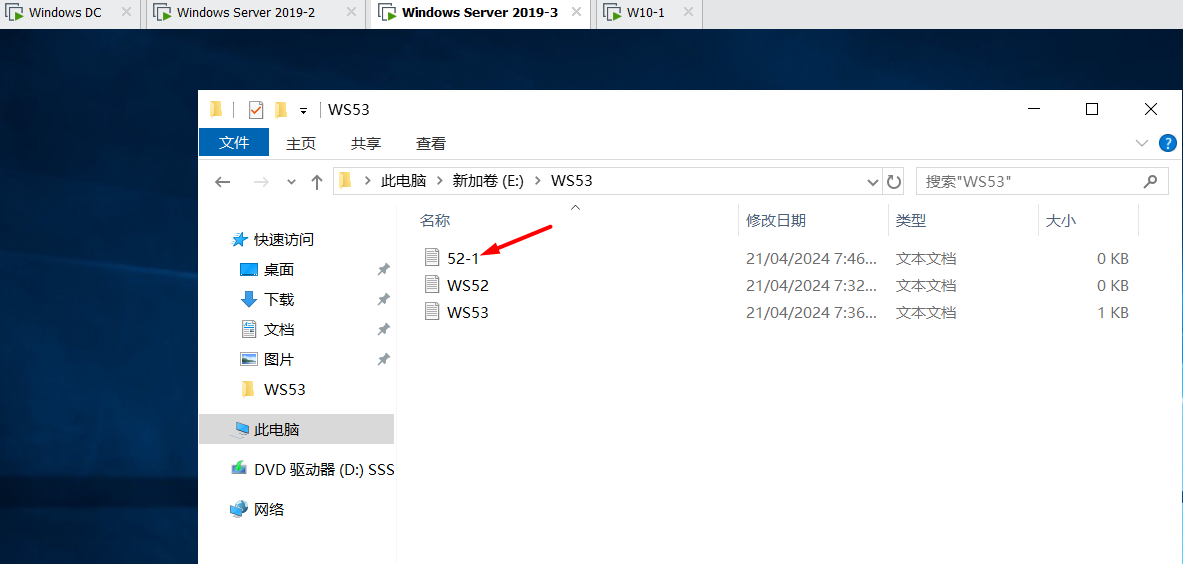 Windows DC
Windows Server 2019-2
Windows Server 2019-3
W10-1
WS53
文件 主页 共享 查看
此电脑 新加卷 (E:) WS53
搜索"WS53"
名称 修改日期 类型 大小
快速访问
桌面
下载
文档
图片
WS53
此电脑
DVD 驱动器 (D:) SSS
网络
52-1 21/04/2024 7:46... 文本文档 0 KB
WS52 21/04/2024 7:32... 文本文档 0 KB
WS53 21/04/2024 7:36... 文本文档 1 KB